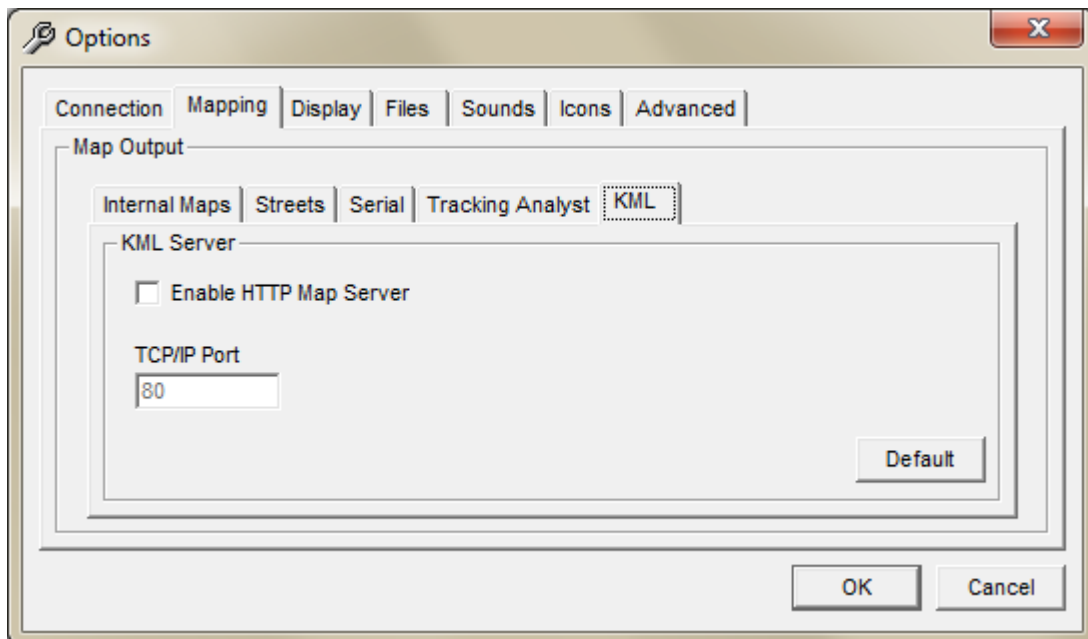 Options
Connection Mapping Display Files Sounds Icons Advanced
Map Output
Internal Maps Streets Serial Tracking Analyst KML
KML Server
Enable HTTP Map Server
TCP/IP Port
80
Default
OK Cancel